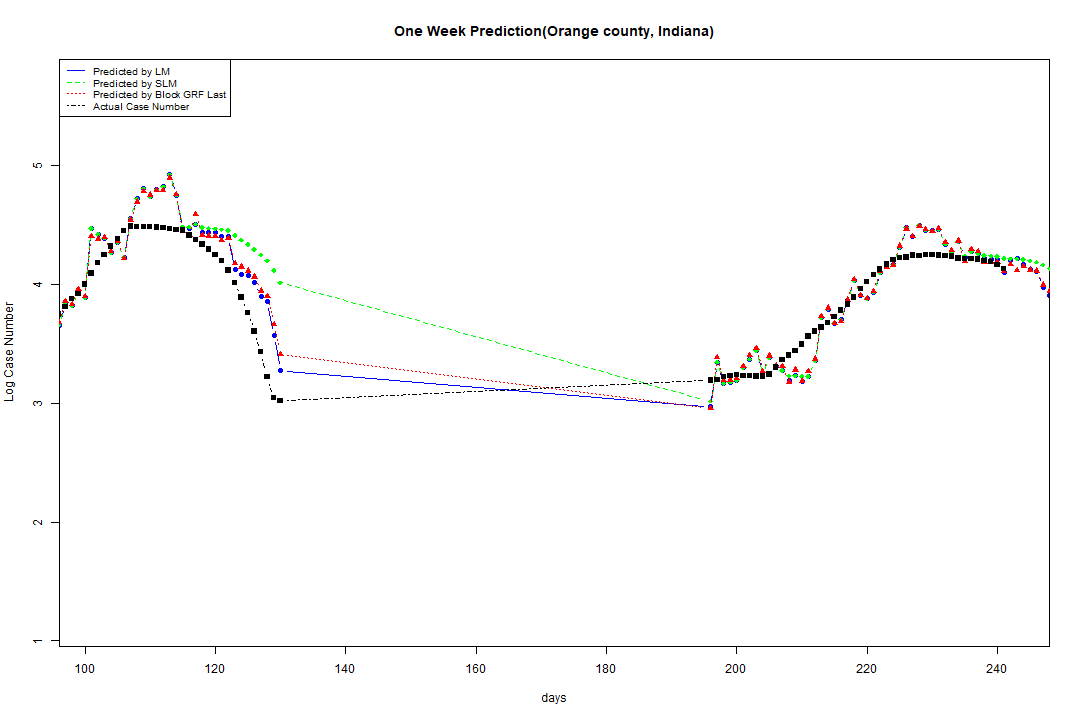 One Week Prediction(Orange county, Indiana)
Predicted by LM
Predicted by SLM
Predicted by Block GRF Last
Actual Case Number
Log Case Number
5
4
3
2
1
100 120 140 160 180 200 220 240
days